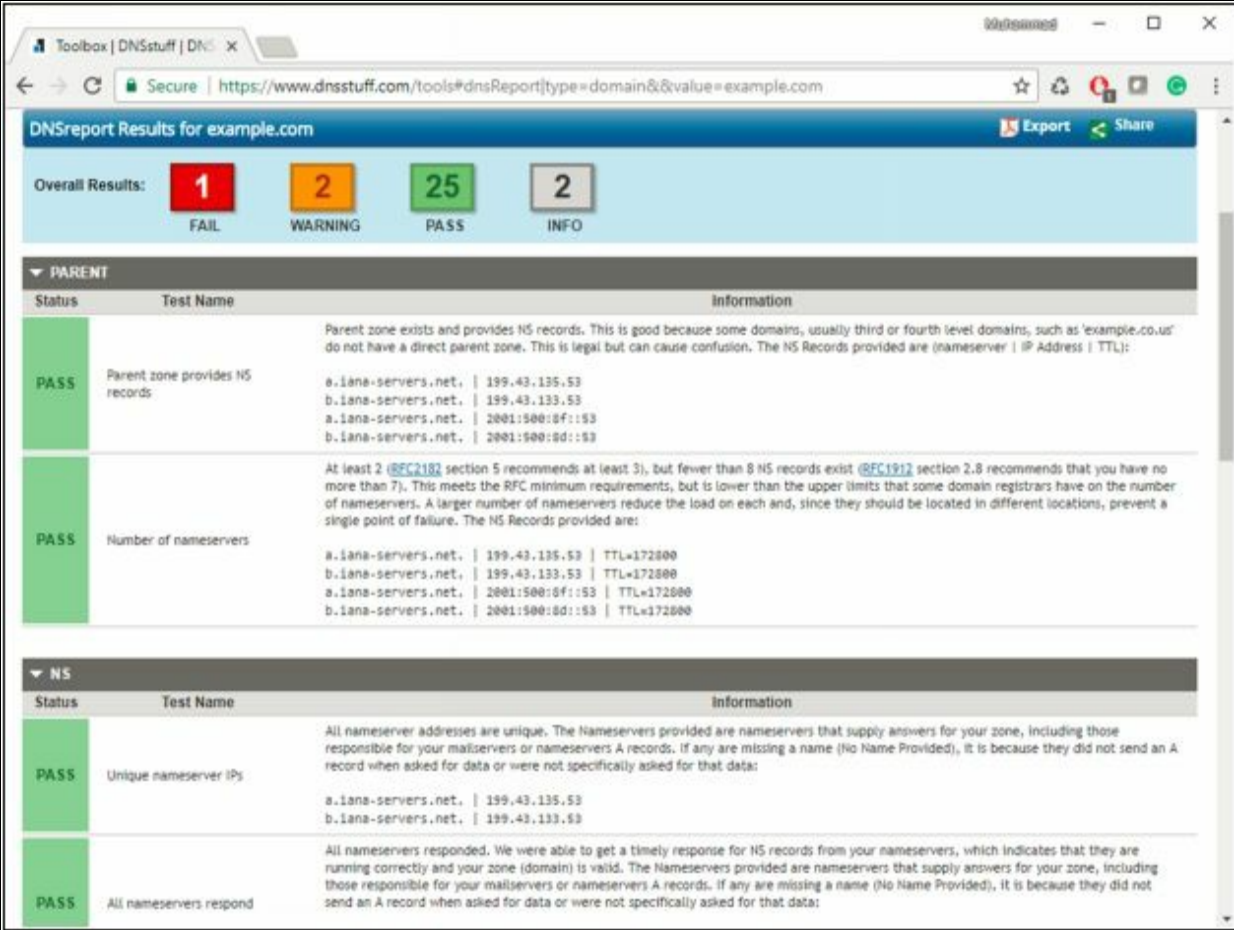 Muhammad
Toolbox | DNSstuff | DNS
Secure | https://www.dnsstuff.com/tools#dnsReport|type=domain&&value=example.com
DNSreport Results for example.com
Export
Share
Overall Results:
1
2
25
2
FAIL
WARNING
PASS
INFO
PARENT
Status
Test Name
Information
PASS
Parent zone provides NS
records
Parent zone exists and provides NS records. This is good because some domains, usually third or fourth level domains, such as 'example.co.us'
do not have a direct parent zone. This is legal but can cause confusion. The NS Records provided are (nameserver | IP Address | TTL):
a.iana-servers.net. | 199.43.135.53
b.iana-servers.net. | 199.43.133.53
a.iana-servers.net. | 2001:500:8f::53
b.iana-servers.net. | 2001:500:8d::53
PASS
Number of nameservers
At least 2 (RFC2182 section 5 recommends at least 3), but fewer than 8 NS records exist (RFC1912 section 2.8 recommends that you have no
more than 7). This meets the RFC minimum requirements, but is lower than the upper limits that some domain registrars have on the number
of nameservers. A larger number of nameservers reduce the load on each and, since they should be located in different locations, prevent a
single point of failure. The NS Records provided are:
a.iana-servers.net. | 199.43.135.53 | TTL=172800
b.iana-servers.net. | 199.43.133.53 | TTL=172800
a.iana-servers.net. | 2001:500:8f::53 | TTL=172800
b.iana-servers.net. | 2001:500:8d::53 | TTL=172800
NS
Status
Test Name
Information
PASS
Unique nameserver IPs
All nameserver addresses are unique. The Nameservers provided are nameservers that supply answers for your zone, including those
responsible for your mailservers or nameservers A records. If any are missing a name (No Name Provided), it is because they did not send an A
record when asked for data or were not specifically asked for that data:
a.iana-servers.net. | 199.43.135.53
b.iana-servers.net. | 199.43.133.53
PASS
All nameservers respond
All nameservers responded. We were able to get a timely response for NS records from your nameservers, which indicates that they are
running correctly and your zone (domain) is valid. The Nameservers provided are nameservers that supply answers for your zone, including
those responsible for your mailservers or nameservers A records. If any are missing a name (No Name Provided), it is because they did not
send an A record when asked for data or were not specifically asked for that data: